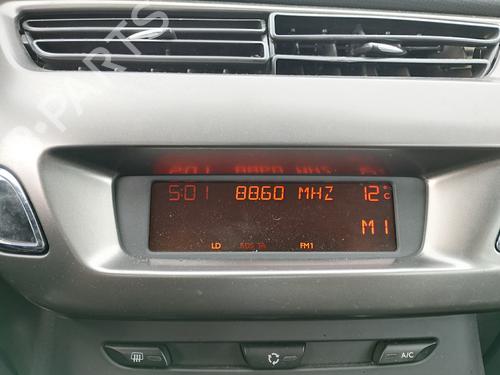 B-PARTS
5:01 88.60 MHZ 12°C
M1
LD RDS TA FM1
A/C